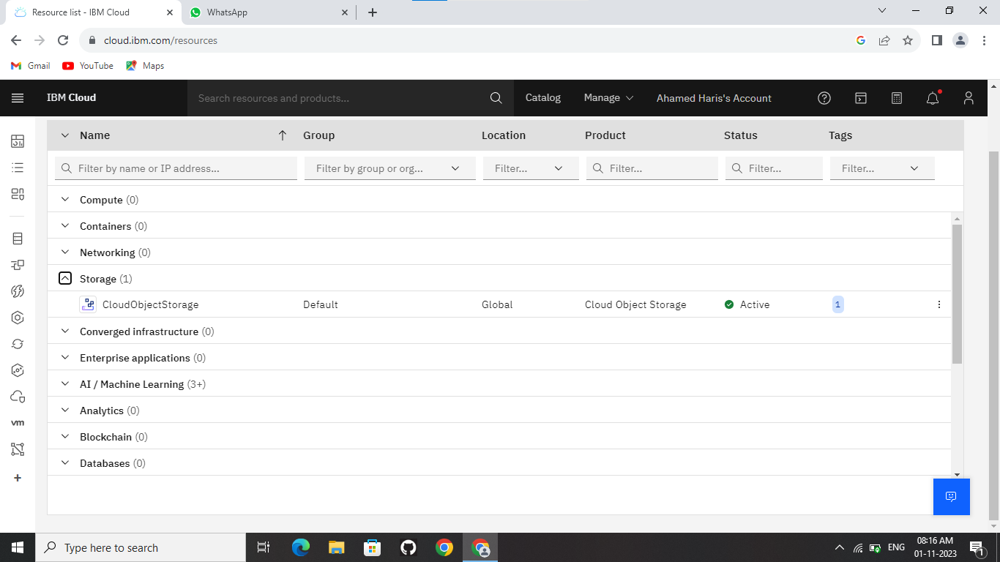 Resource list - IBM Cloud
WhatsApp
cloud.ibm.com/resources
Gmail
YouTube
Maps
IBM Cloud
Search resources and products...
Catalog
Manage
Ahamed Haris's Account
Name
Group
Location
Product
Status
Tags
Filter by name or IP address...
Filter by group or org...
Filter...
Filter...
Filter...
Filter...
Compute (0)
Containers (0)
Networking (0)
Storage (1)
CloudObjectStorage
Default
Global
Cloud Object Storage
Active
1
Converged infrastructure (0)
Enterprise applications (0)
AI / Machine Learning (3+)
Analytics (0)
Blockchain (0)
Databases (0)
vm
Type here to search
ENG
08:16 AM
01-11-2023
1